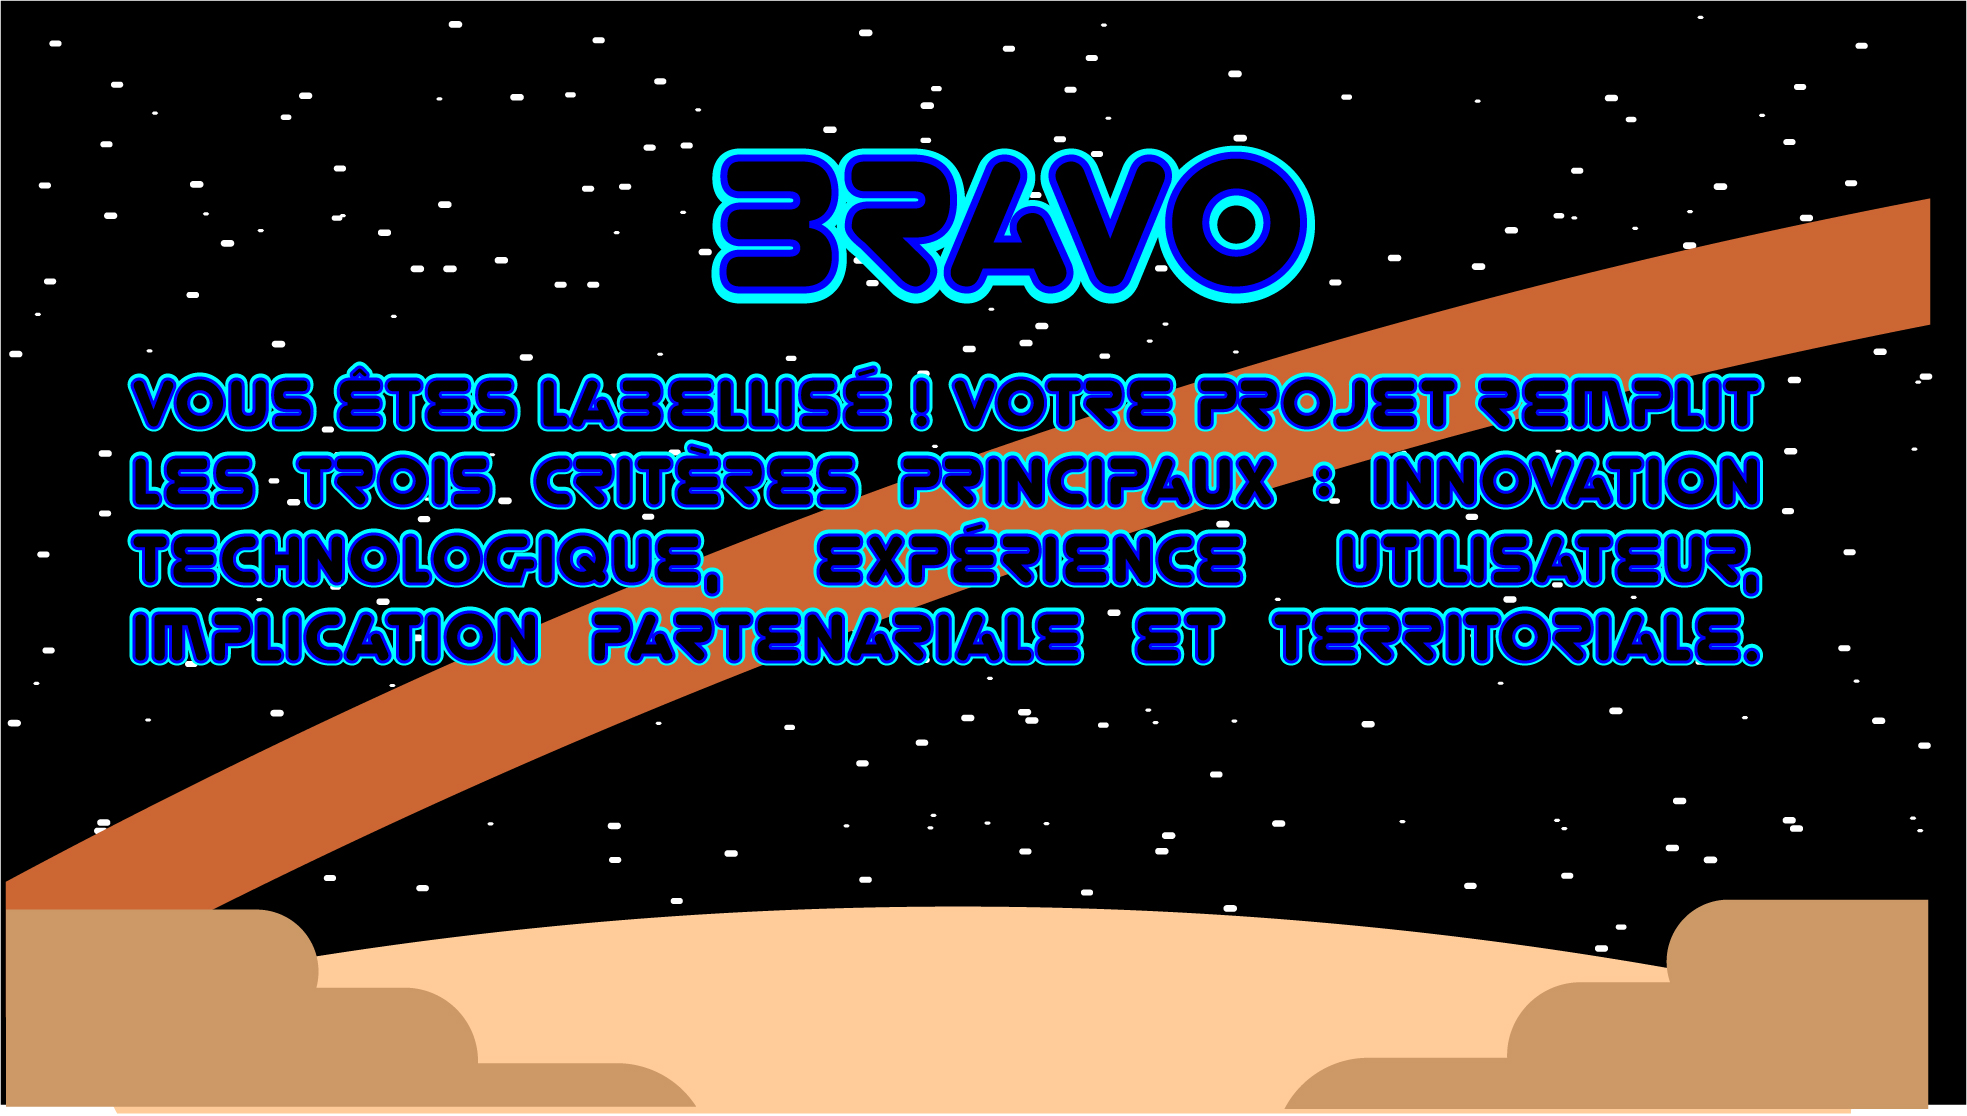 BRAVO
VOUS ÊTES LABELLISÉ ! VOTRE PROJET REMPLIT
LES TROIS CRITÈRES PRINCIPAUX : INNOVATION
TECHNOLOGIQUE, EXPÉRIENCE UTILISATEUR,
IMPLICATION PARTENARIALE ET TERRITORIALE.